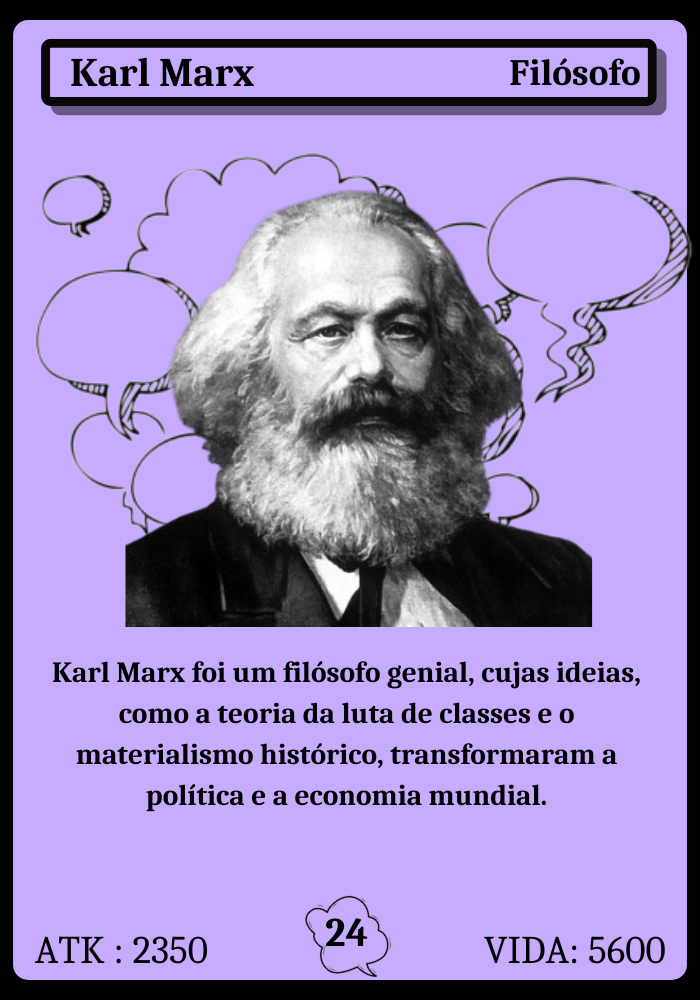 Karl Marx Filósofo
Karl Marx foi um filósofo genial, cujas ideias,
como a teoria da luta de classes e o
materialismo histórico, transformaram a
política e a economia mundial.
ATK : 2350 24 VIDA: 5600